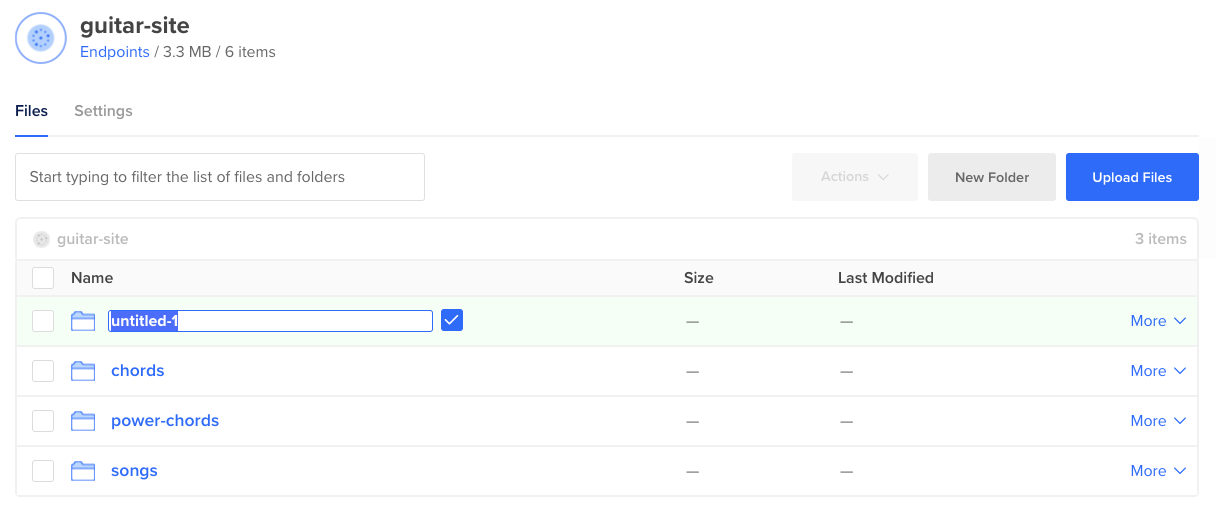 guitar-site
Endpoints / 3.3 MB / 6 items
Files Settings
Start typing to filter the list of files and folders Actions New Folder Upload Files
guitar-site 3 items
Name Size Last Modified
untitled-1 — — More
chords — — More
power-chords — — More
songs — — More